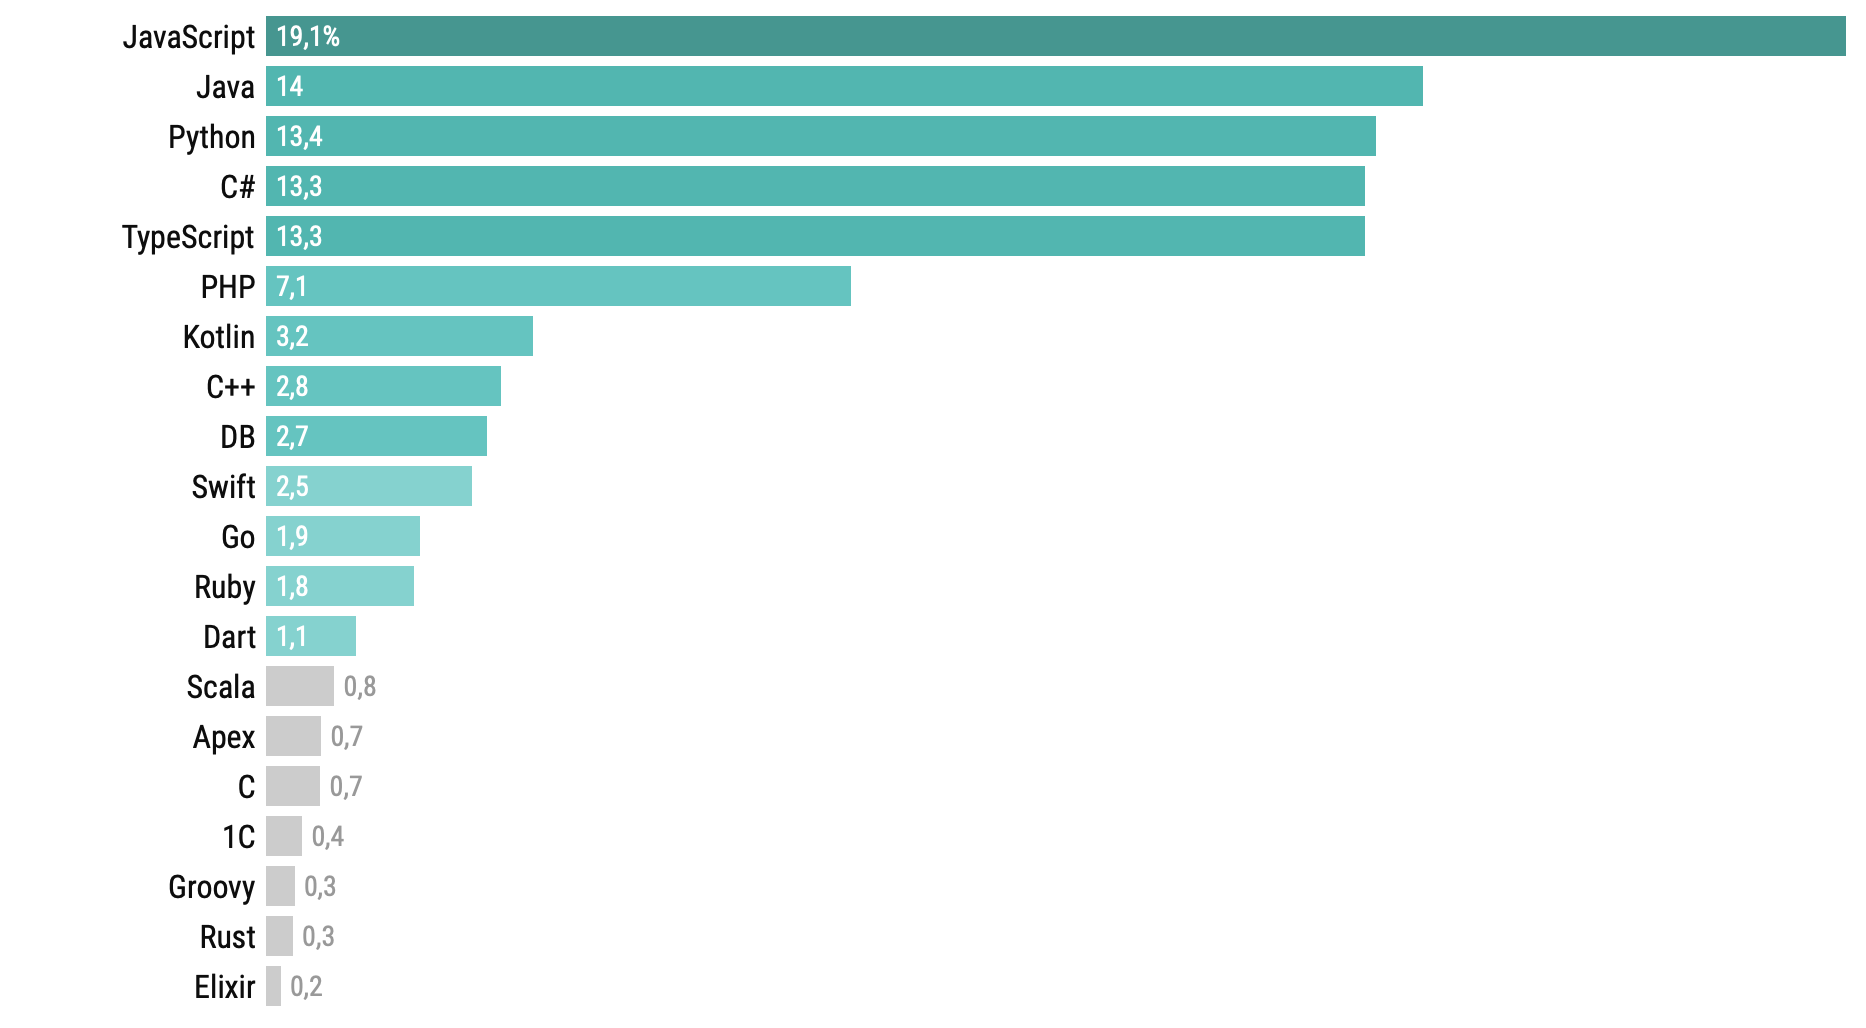 JavaScript 19,1%
Java 14
Python 13,4
C# 13,3
TypeScript 13,3
PHP 7,1
Kotlin 3,2
C++ 2,8
DB 2,7
Swift 2,5
Go 1,9
Ruby 1,8
Dart 1,1
Scala 0,8
Apex 0,7
C 0,7
1C 0,4
Groovy 0,3
Rust 0,3
Elixir 0,2